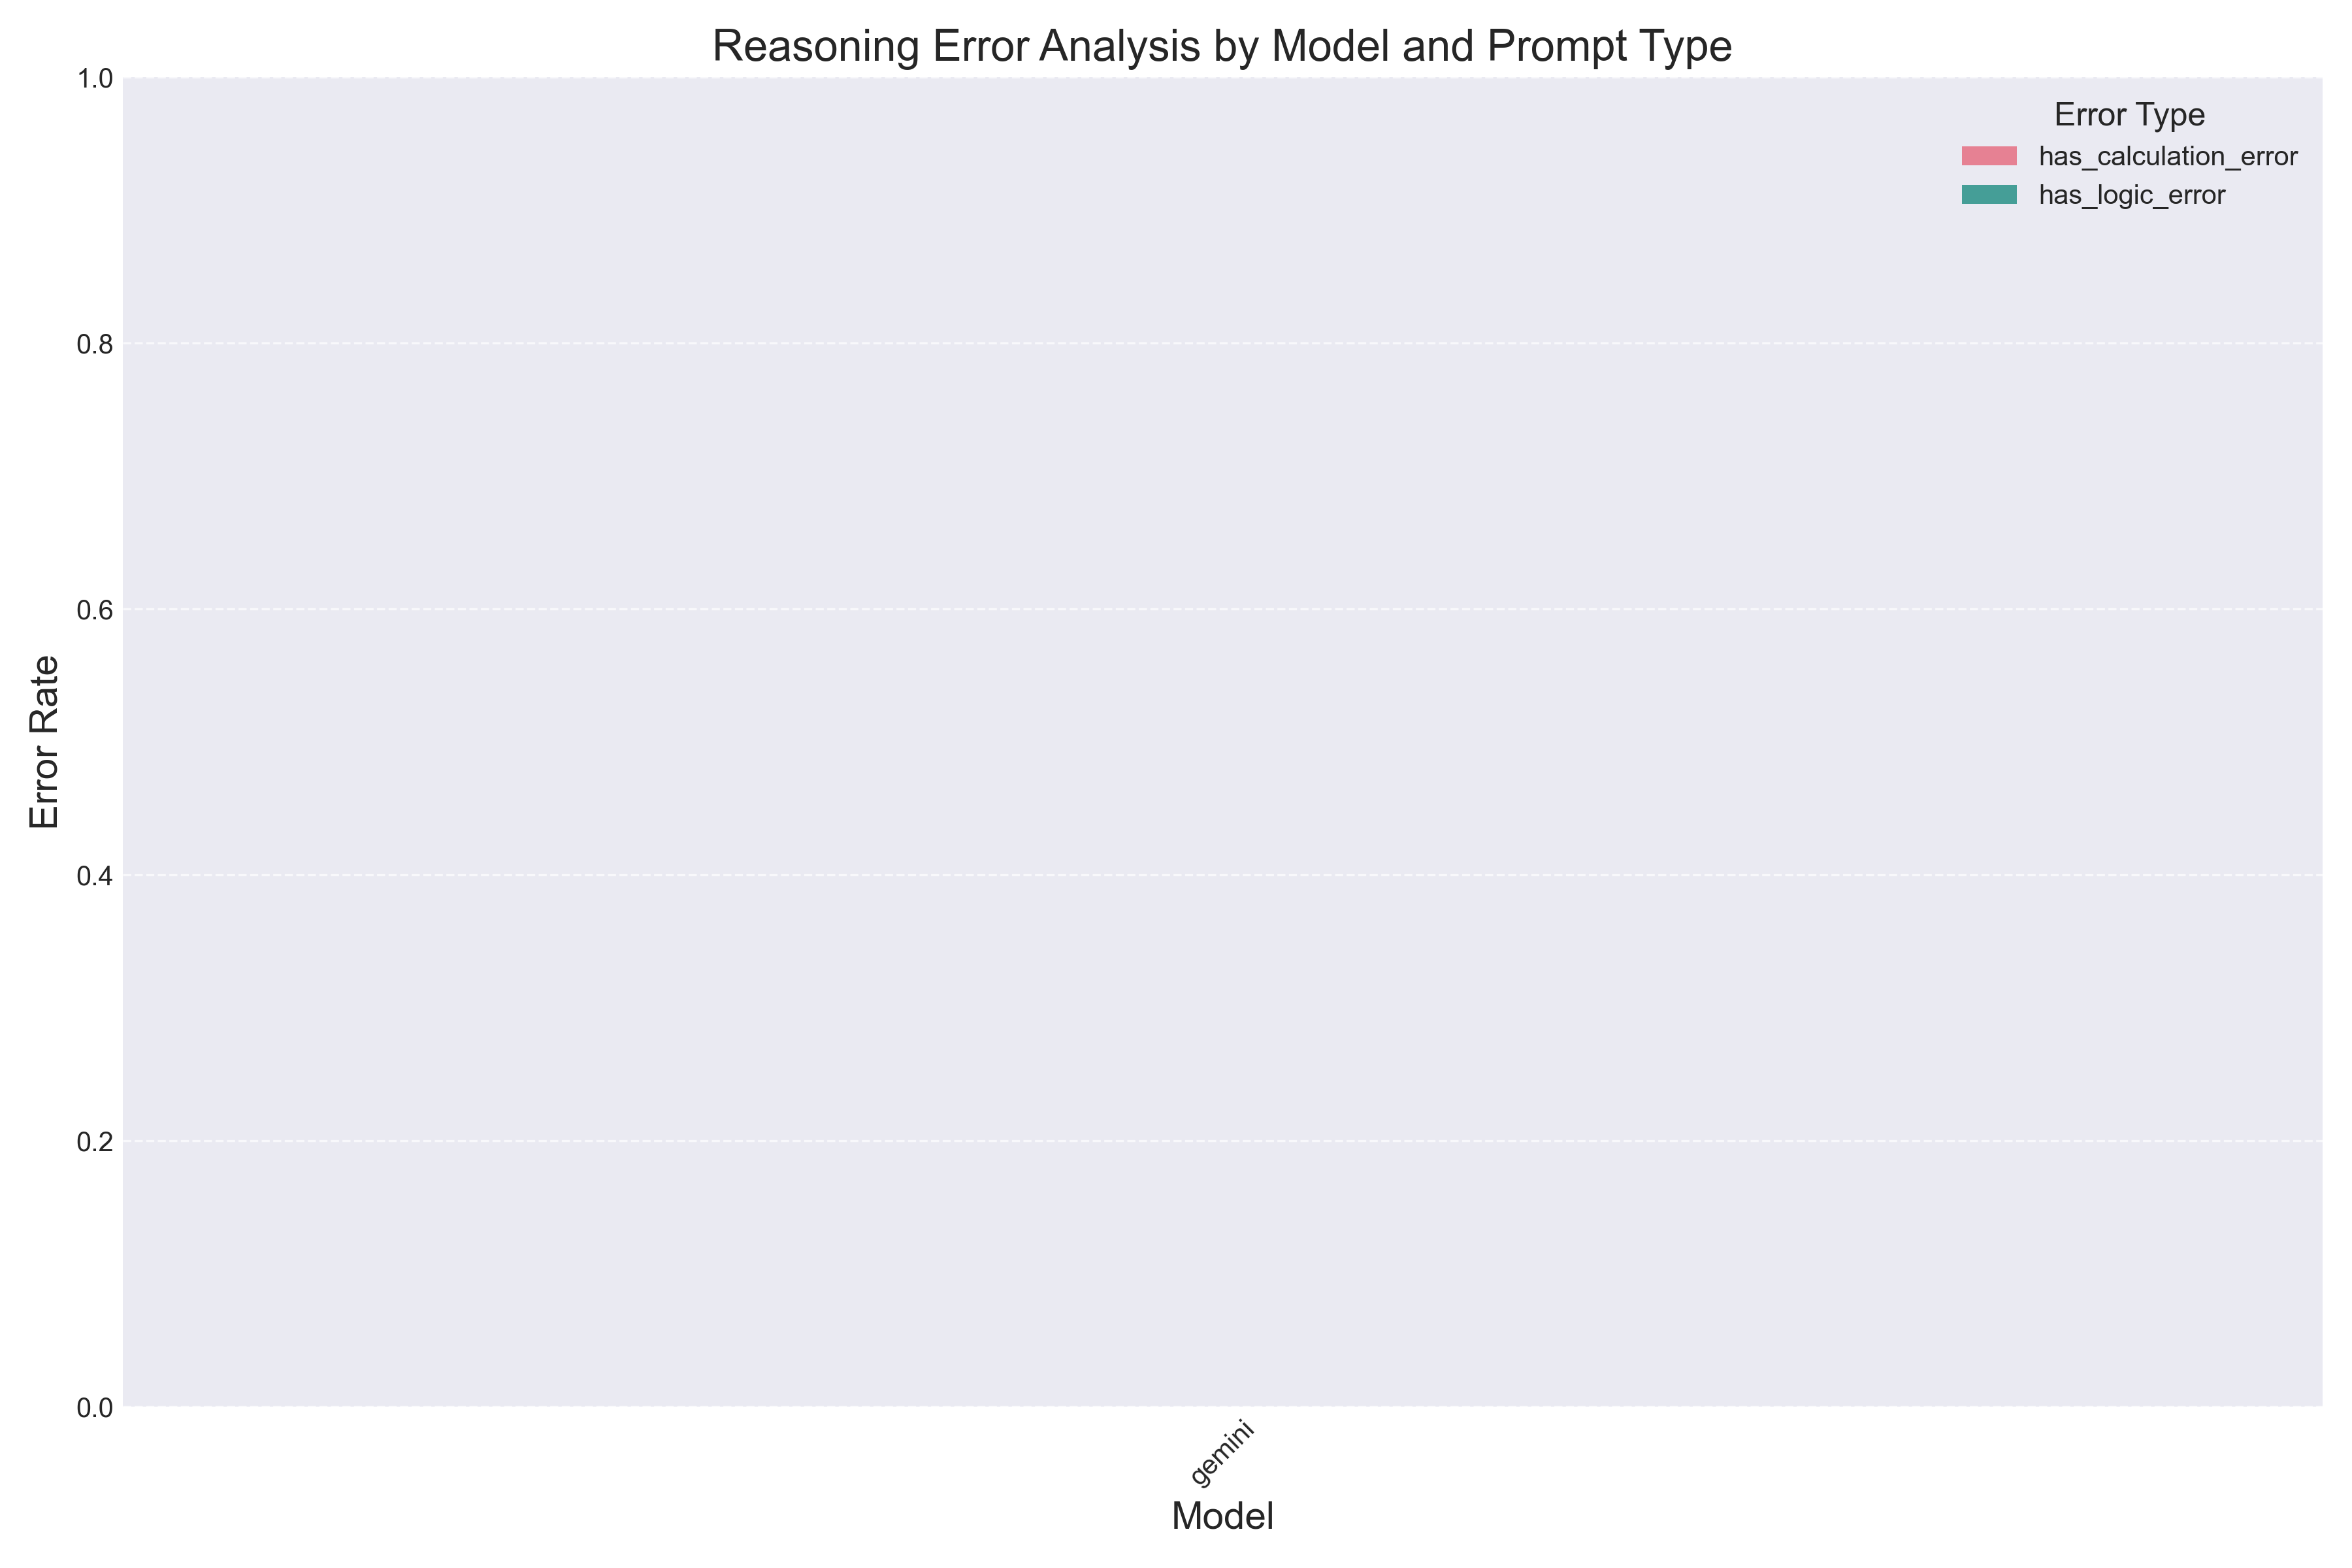 Reasoning Error Analysis by Model and Prompt Type
Error Type
has_calculation_error
has_logic_error
1.0
0.8
0.6
0.4
0.2
0.0
Error Rate
gemini
Model